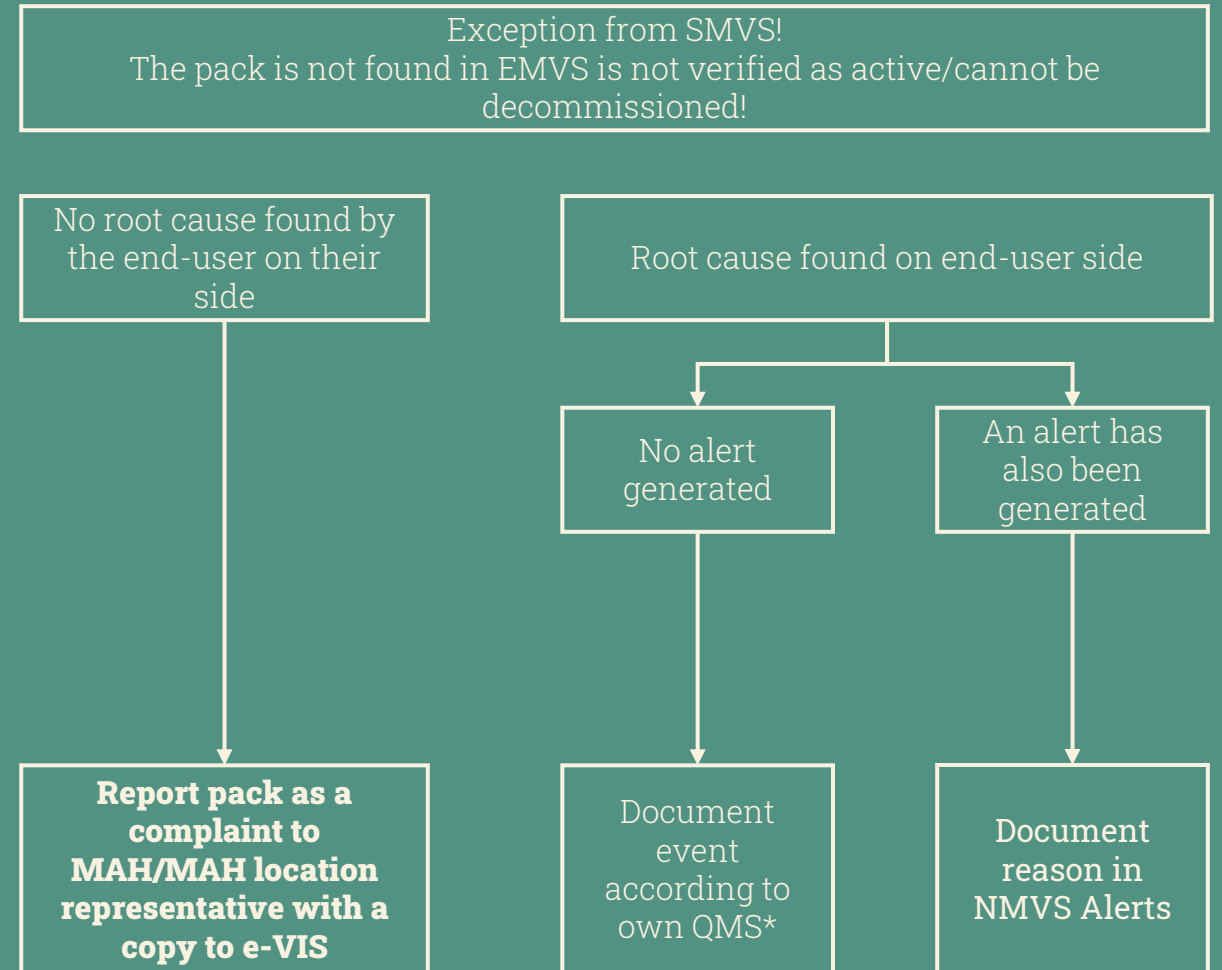 Exception from SMVS!
The pack is not found in EMVS is not verified as active/cannot be
decommissioned!
No root cause found by
the end-user on their
side
Root cause found on end-user side
No alert
generated
An alert has
also been
generated
Report pack as a
complaint to
MAH/MAH location
representative with a
copy to e-VIS
Document
event
according to
own QMS*
Document
reason in
NMVS Alerts